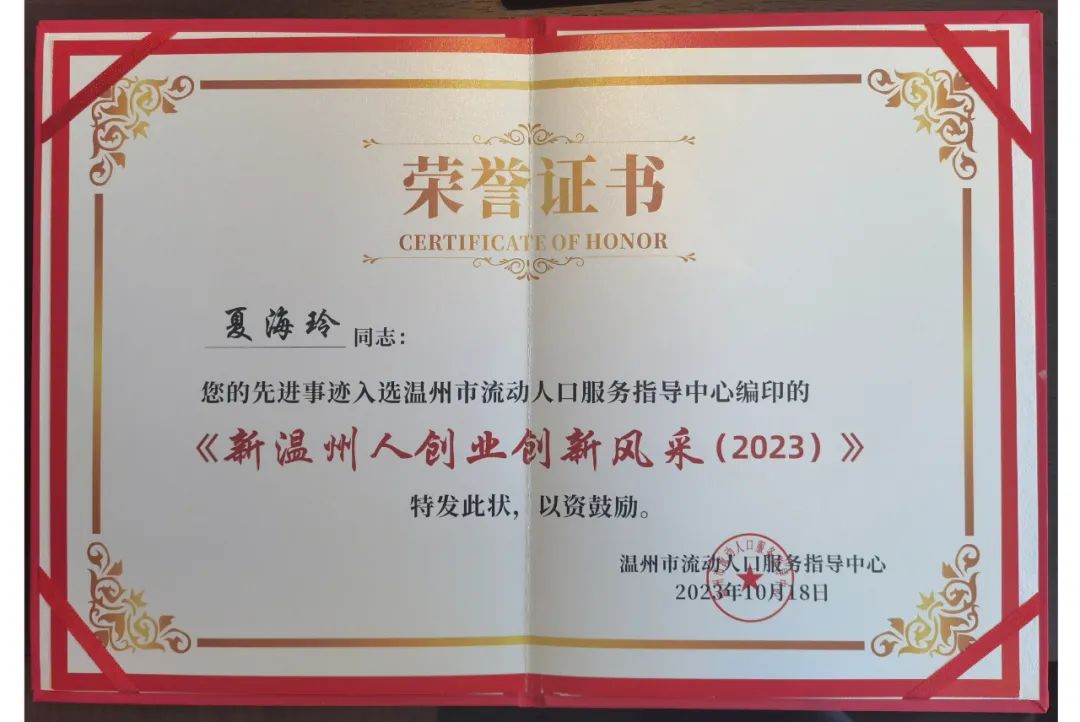 荣誉证书
CERTIFICATE OF HONOR
夏海玲 同志：
您的先进事迹入选温州市流动人口服务指导中心编印的
《新温州人创业创新风采（2023）》
特发此状，以资鼓励。
温州市流动人口服务指导中心
2023年10月18日